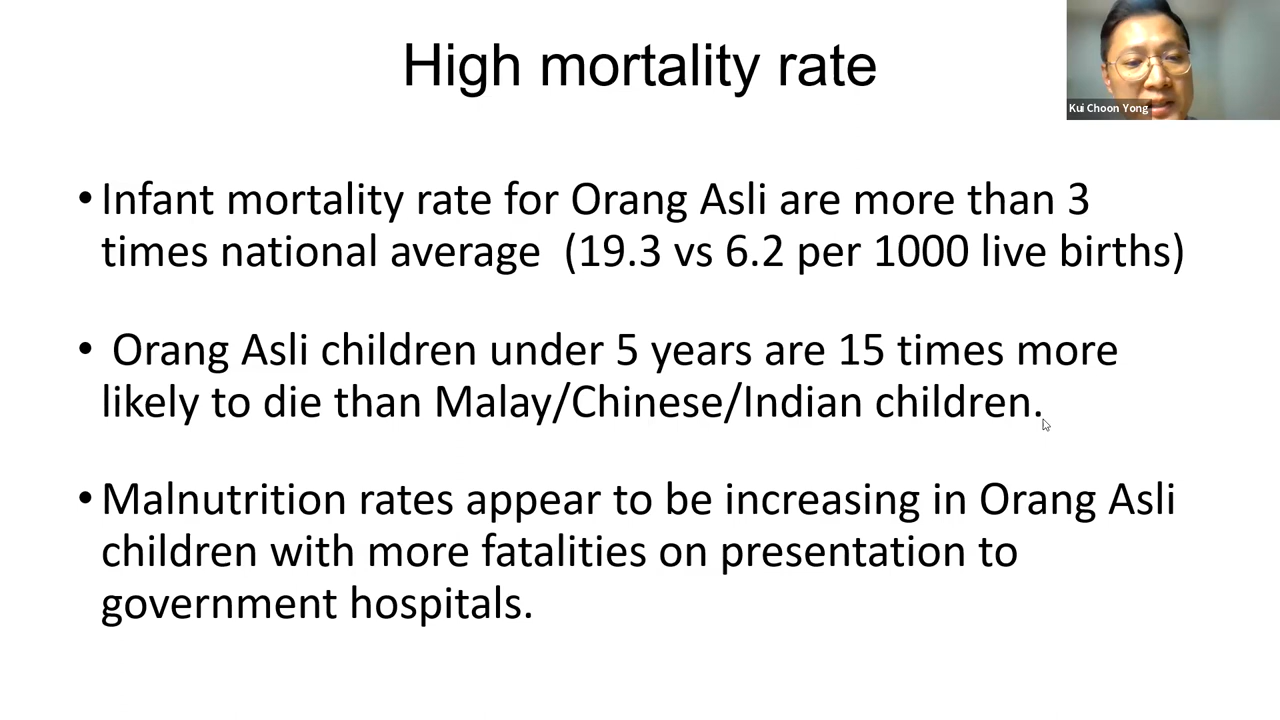 High mortality rate
Kui Choon Yong
•Infant mortality rate for Orang Asli are more than 3
times national average (19.3 vs 6.2 per 1000 live births)
• Orang Asli children under 5 years are 15 times more
likely to die than Malay/Chinese/Indian children.
•Malnutrition rates appear to be increasing in Orang Asli
children with more fatalities on presentation to
government hospitals.